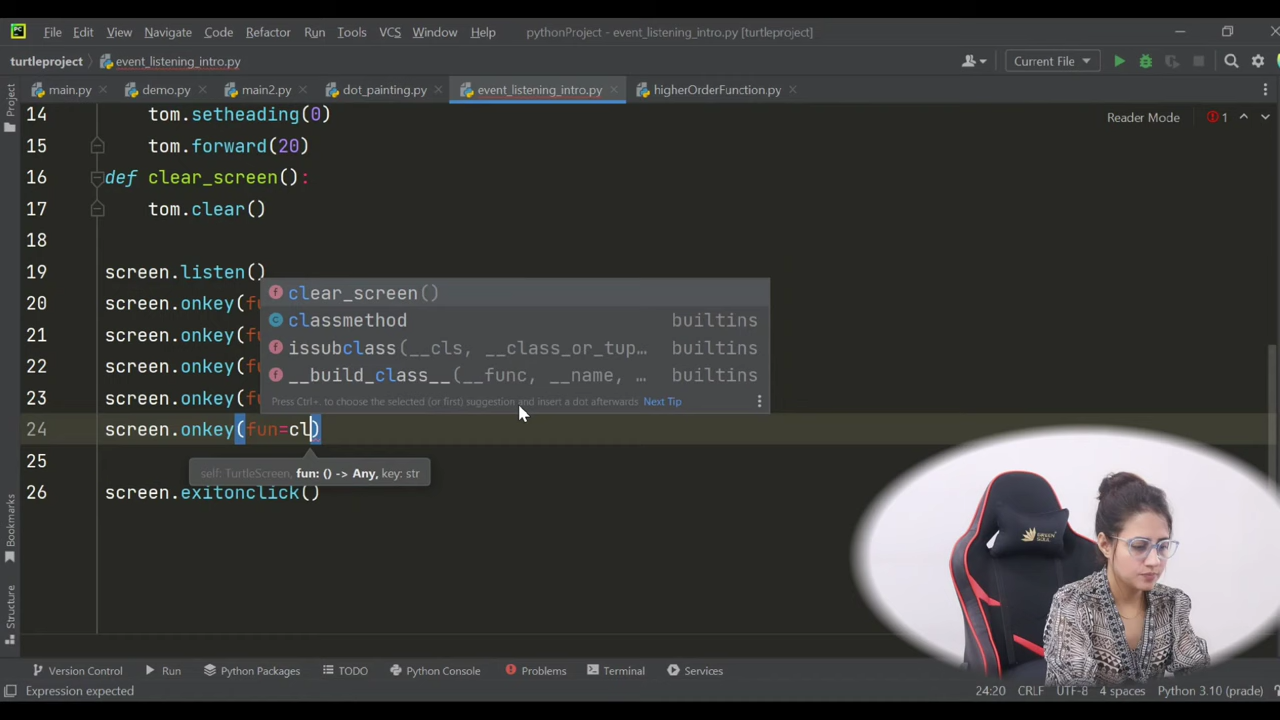 PC File Edit View Navigate Code Refactor Run Tools VCS Window Help pythonProject - event_listening_intro.py [turtleproject]
turtleproject event_listening_intro.py Current File
main.py demo.py main2.py dot_painting.py event_listening_intro.py higherOrderFunction.py
Project
14 tom.setheading(0)
Reader Mode 1
15 tom.forward(20)
16 def clear_screen():
17 tom.clear()
18
19 screen.listen()
20 screen.onkey(fu
21 screen.onkey(fu
22 screen.onkey(fu
23 screen.onkey(fu
clear_screen()
classmethod builtins
issubclass(__cls, __class_or_tup… builtins
__build_class__(__func, __name, … builtins
Press Ctrl+. to choose the selected (or first) suggestion and insert a dot afterwards Next Tip
24 screen.onkey(fun=cl)
25
self: TurtleScreen, fun: () -> Any, key: str
26 screen.exitonclick()
GREEN SOUL
Bookmarks
Structure
Version Control Run Python Packages TODO Python Console Problems Terminal Services
Expression expected 24:20 CRLF UTF-8 4 spaces Python 3.10 (prade)